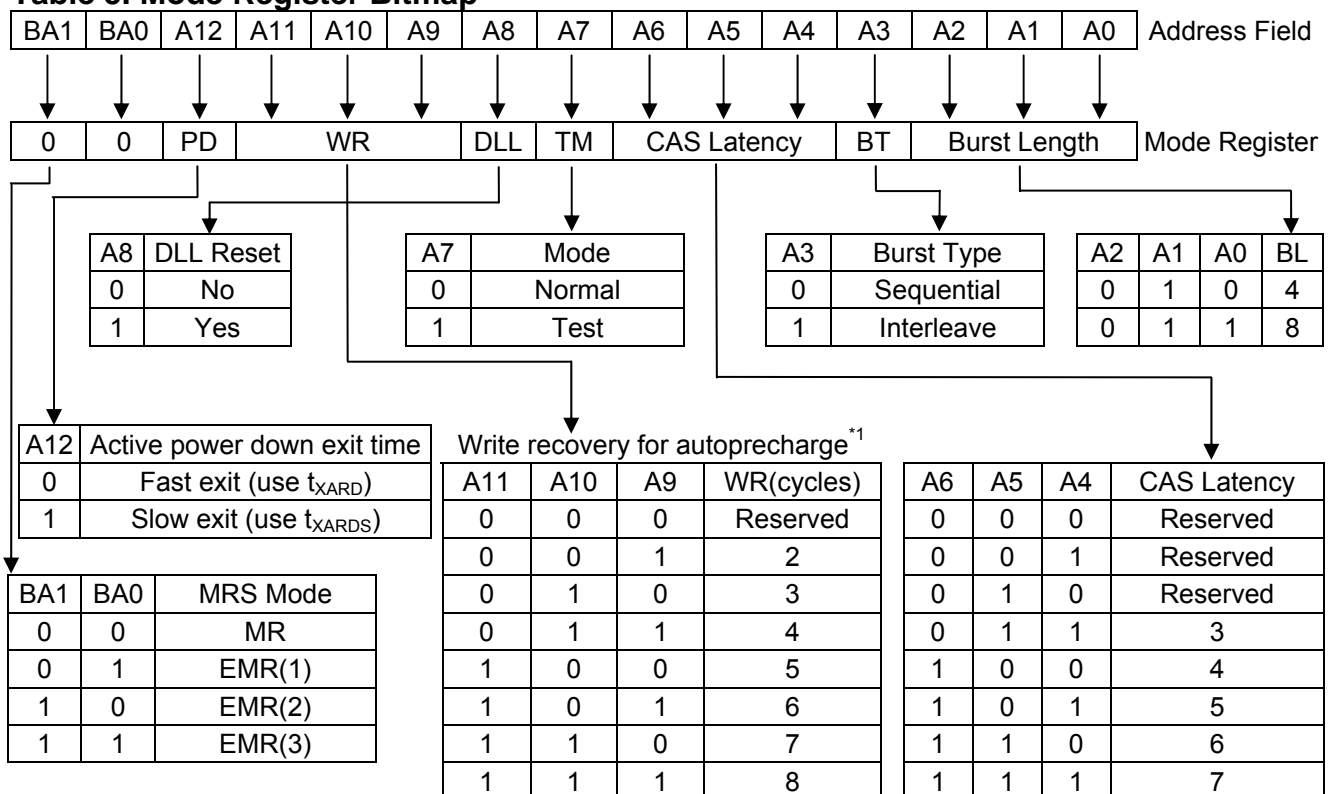 Table 3. Mode Register Bitmap
BA1 BA0 A12 A11 A10 A9 A8 A7 A6 A5 A4 A3 A2 A1 A0 Address Field
0 0 PD WR DLL TM CAS Latency BT Burst Length Mode Register
A8 DLL Reset
0 No
1 Yes
A7 Mode
0 Normal
1 Test
A3 Burst Type
0 Sequential
1 Interleave
A2 A1 A0 BL
0 1 0 4
0 1 1 8
A12 Active power down exit time
0 Fast exit (use tXARD)
1 Slow exit (use tXARDS)
BA1 BA0 MRS Mode
0 0 MR
0 1 EMR(1)
1 0 EMR(2)
1 1 EMR(3)
Write recovery for autoprecharge*1
A11 A10 A9 WR(cycles)
0 0 0 Reserved
0 0 1 2
0 1 0 3
0 1 1 4
1 0 0 5
1 0 1 6
1 1 0 7
1 1 1 8
A6 A5 A4 CAS Latency
0 0 0 Reserved
0 0 1 Reserved
0 1 0 Reserved
0 1 1 3
1 0 0 4
1 0 1 5
1 1 0 6
1 1 1 7